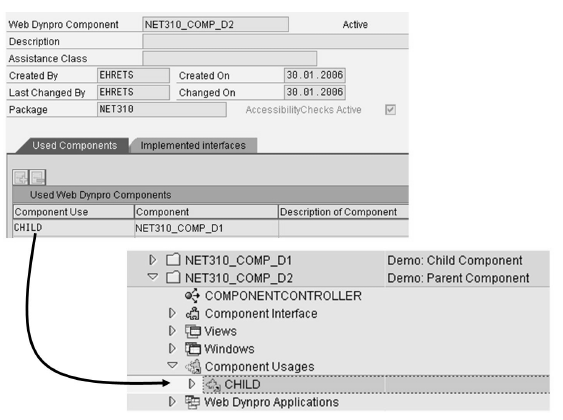 Web Dynpro Component NET310_COMP_D2 Active
Description
Assistance Class
Created By EHRETS Created On 30.01.2006
Last Changed By EHRETS Changed On 30.01.2006
Package NET310 AccessibilityChecks Active
Used Components Implemented interfaces
Used Web Dynpro Components
Component Use Component Description of Component
CHILD NET310_COMP_D1
NET310_COMP_D1 Demo: Child Component
NET310_COMP_D2 Demo: Parent Component
COMPONENTCONTROLLER
Component Interface
Views
Windows
Component Usages
CHILD
Web Dynpro Applications